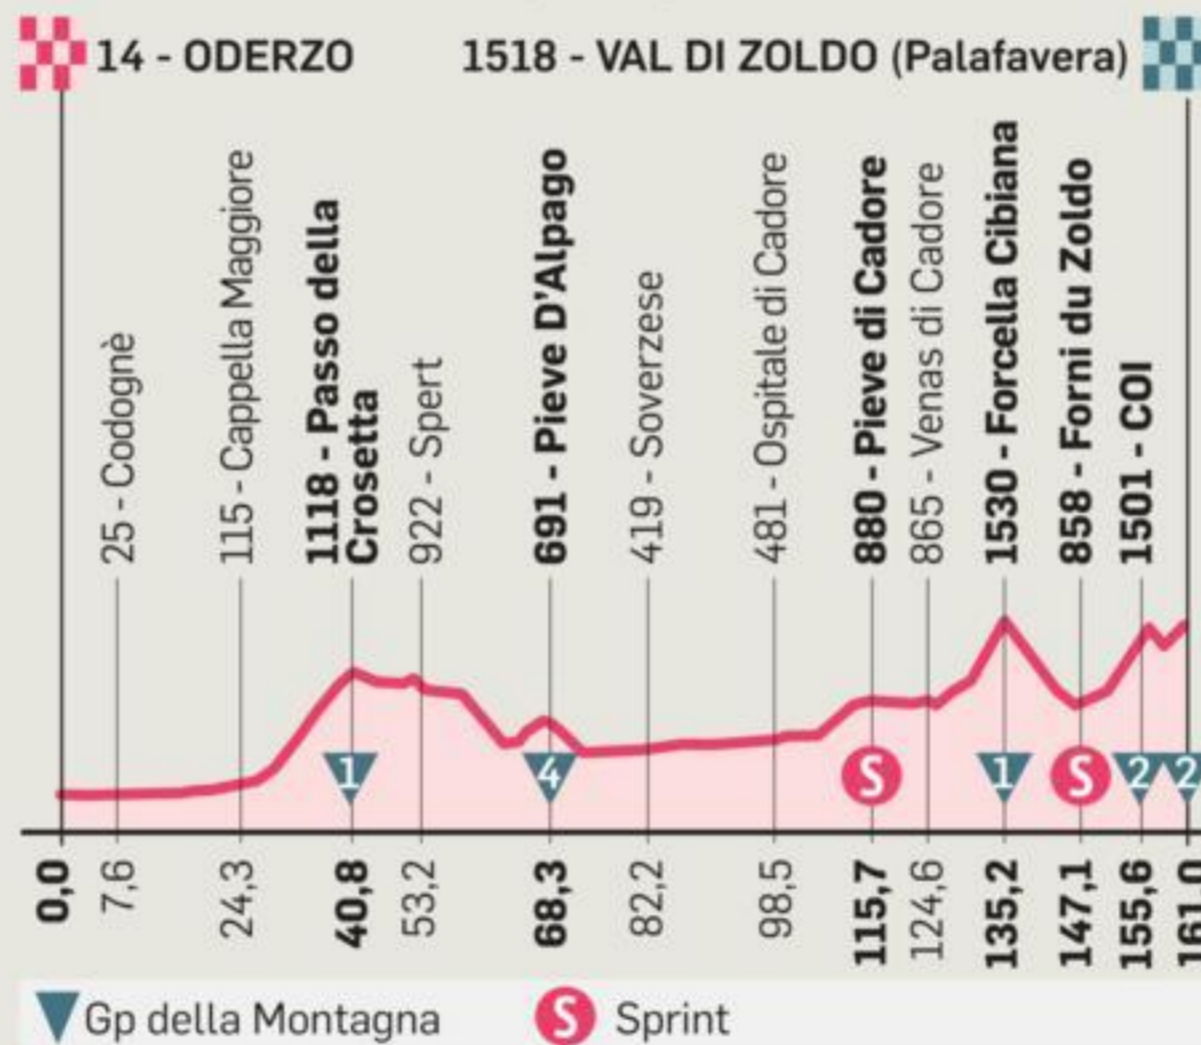 14 - ODERZO
1518 - VAL DI ZOLDO (Palafavera)
25 - Codognè
115 - Cappella Maggiore
1118 - Passo della
Crosetta
922 - Spert
691 - Pieve D'Alpago
419 - Soverzese
481 - Ospitale di Cadore
880 - Pieve di Cadore
865 - Venas di Cadore
1530 - Forcella Cibiana
858 - Forni du Zoldo
1501 - COI
1
4
S
1
S
2
2
0,0
7,6
24,3
40,8
53,2
68,3
82,2
98,5
115,7
124,6
135,2
147,1
155,6
161,0
Gp della Montagna
S Sprint